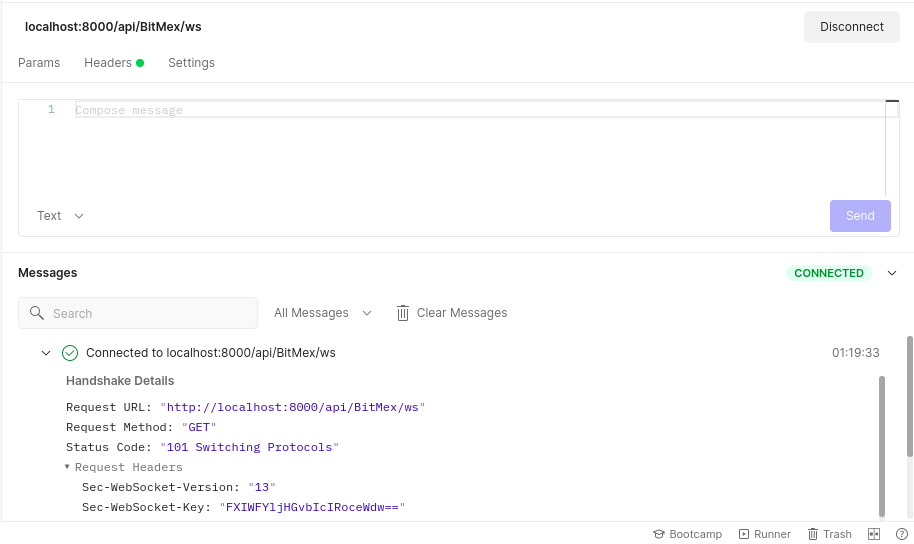 localhost:8000/api/BitMex/ws
Disconnect
Params Headers Settings
1 Compose message
Text
Send
Messages
CONNECTED
Search
All Messages
Clear Messages
Connected to localhost:8000/api/BitMex/ws 01:19:33
Handshake Details
Request URL: "http://localhost:8000/api/BitMex/ws"
Request Method: "GET"
Status Code: "101 Switching Protocols"
Request Headers
Sec-WebSocket-Version: "13"
Sec-WebSocket-Key: "FXIWFYljHGvbIcIRoceWdw=="
Bootcamp Runner Trash